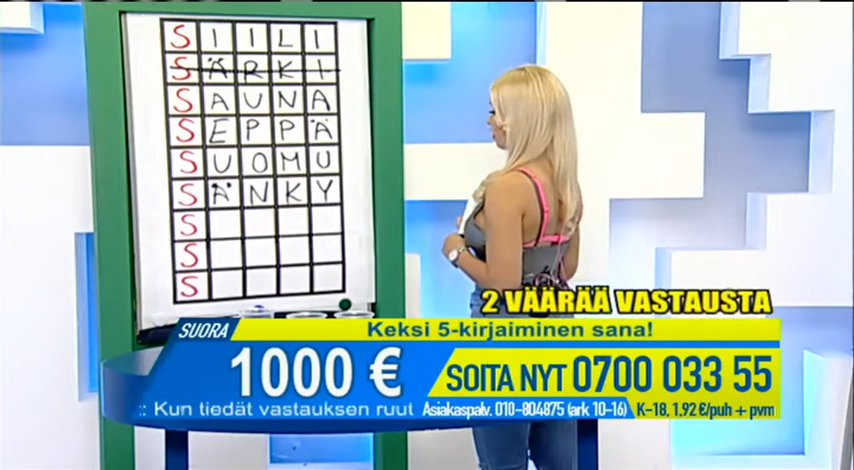 SIILI
SÄRKI
SAUNA
SEPPÄ
SUOMU
SÄNKY
S
S
S
2 VÄÄRÄÄ VASTAUSTA
SUORA
Keksi 5-kirjaiminen sana!
1000 €
SOITA NYT 0700 033 55
:: Kun tiedät vastauksen ruut
Asiakaspalv. 010-804875 (ark 10-16)
K-18, 1,92 €/puh + pvm